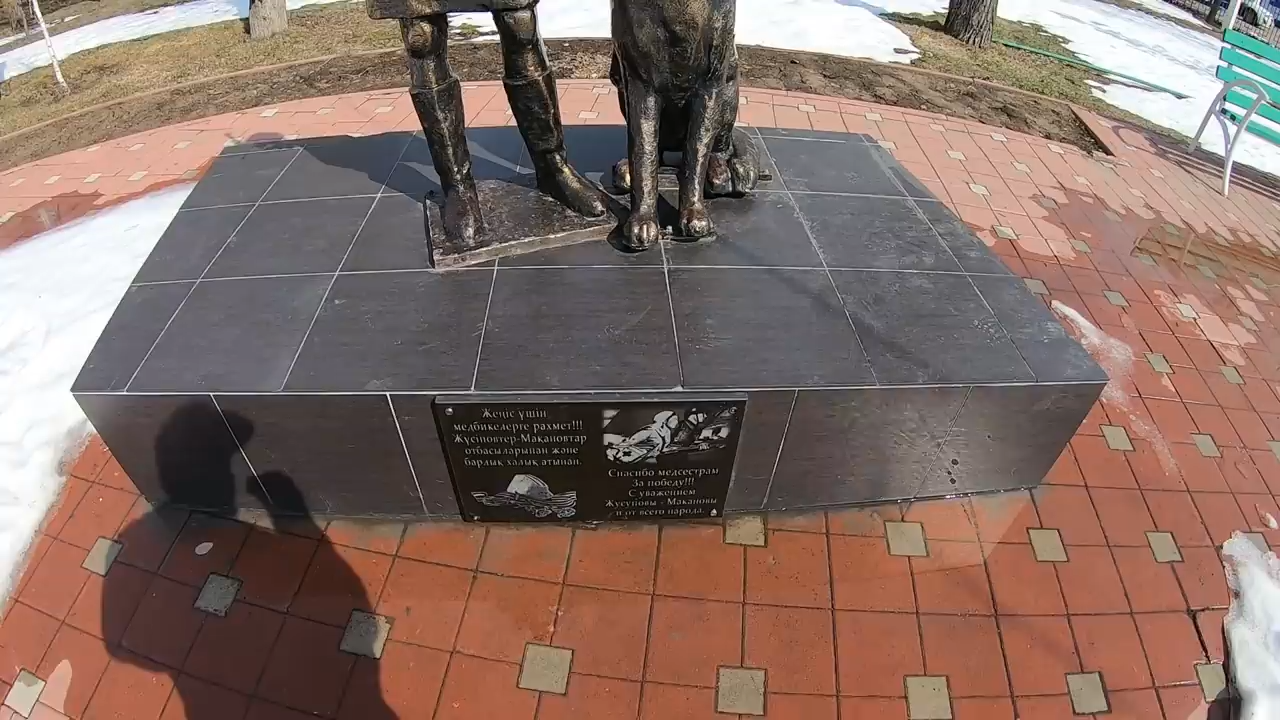 Жеңіс үшін
медбикелерге рахмет!!!
Жүсіповтер-Мақановтар
отбасыларынан және
барлық халық атынан.
Спасибо медсестрам
За победу!!!
С уважением
Жусуповы - Макановы
и от всего народа.